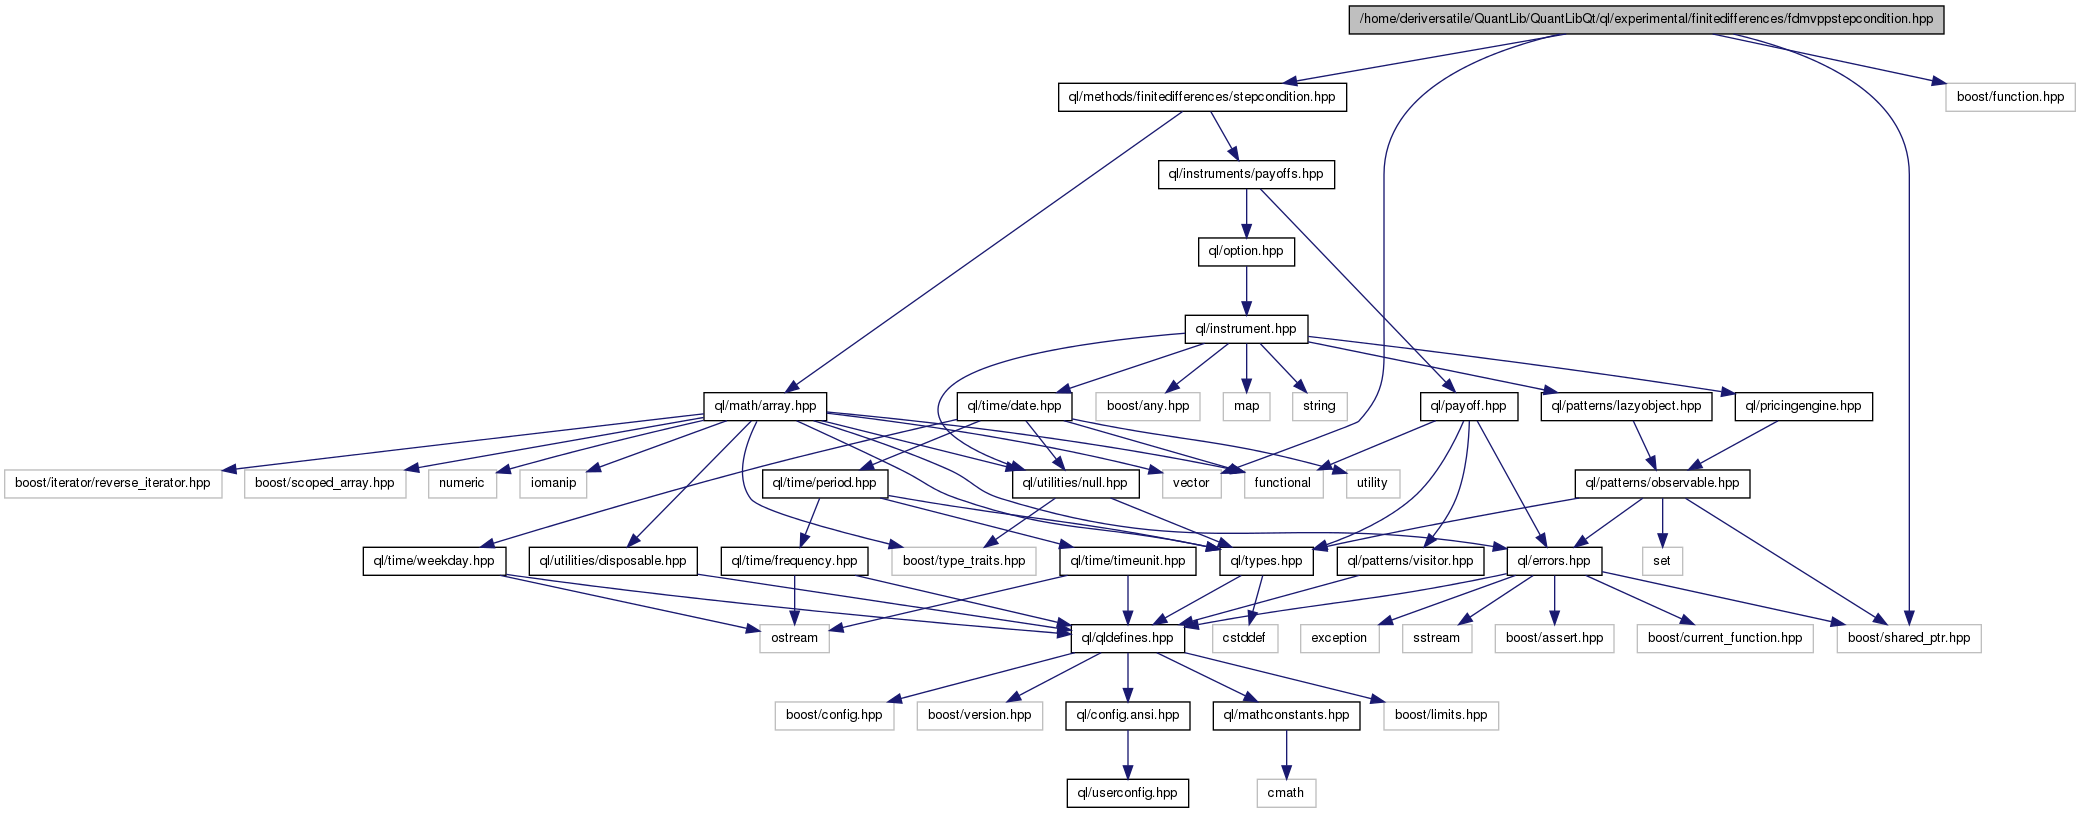 /home/deriversatile/QuantLib/QuantLibQt/ql/experimental/finitedifferences/fdmvppstepcondition.hpp
ql/methods/finitedifferences/stepcondition.hpp
boost/function.hpp
ql/instruments/payoffs.hpp
ql/option.hpp
ql/instrument.hpp
ql/math/array.hpp
ql/time/date.hpp
boost/any.hpp
map
string
ql/payoff.hpp
ql/patterns/lazyobject.hpp
ql/pricingengine.hpp
boost/iterator/reverse_iterator.hpp
boost/scoped_array.hpp
numeric
iomanip
ql/time/period.hpp
ql/utilities/null.hpp
vector
functional
utility
ql/patterns/observable.hpp
ql/time/weekday.hpp
ql/utilities/disposable.hpp
ql/time/frequency.hpp
boost/type_traits.hpp
ql/time/timeunit.hpp
ql/types.hpp
ql/patterns/visitor.hpp
ql/errors.hpp
set
ostream
ql/qldefines.hpp
cstddef
exception
sstream
boost/assert.hpp
boost/current_function.hpp
boost/shared_ptr.hpp
boost/config.hpp
boost/version.hpp
ql/config.ansi.hpp
ql/mathconstants.hpp
boost/limits.hpp
ql/userconfig.hpp
cmath